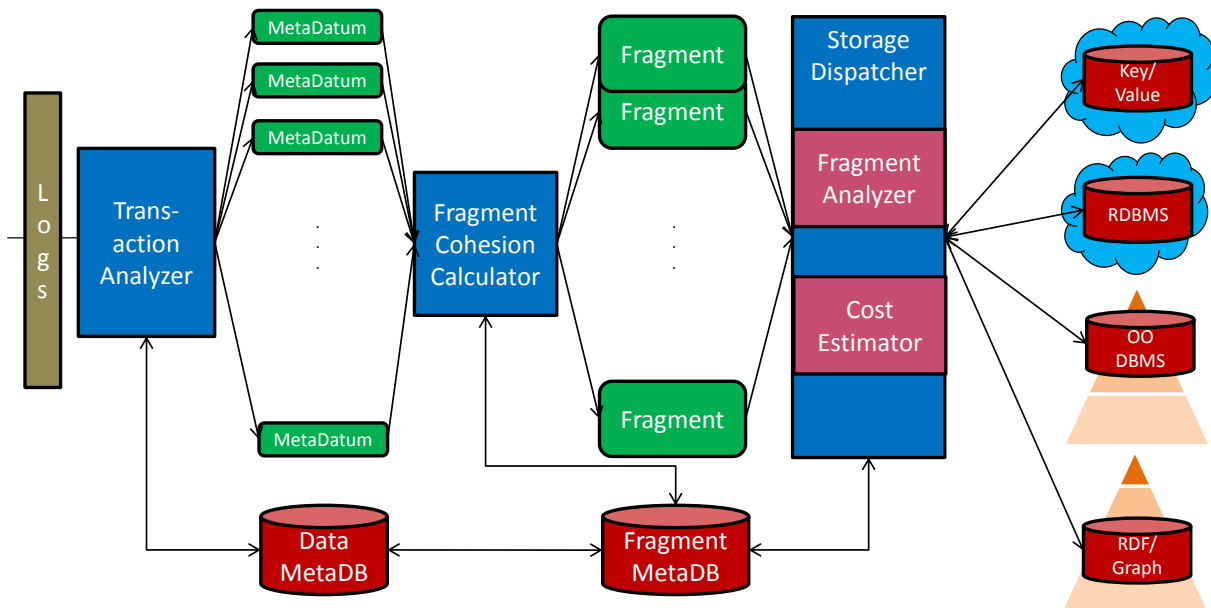 L
o
g
s
Trans-
action
Analyzer
MetaDatum
MetaDatum
MetaDatum
.
.
.
MetaDatum
Fragment
Cohesion
Calculator
Fragment
Fragment
.
.
.
Fragment
Storage
Dispatcher
Fragment
Analyzer
Cost
Estimator
Key/
Value
RDBMS
OO
DBMS
RDF/
Graph
Data
MetaDB
Fragment
MetaDB